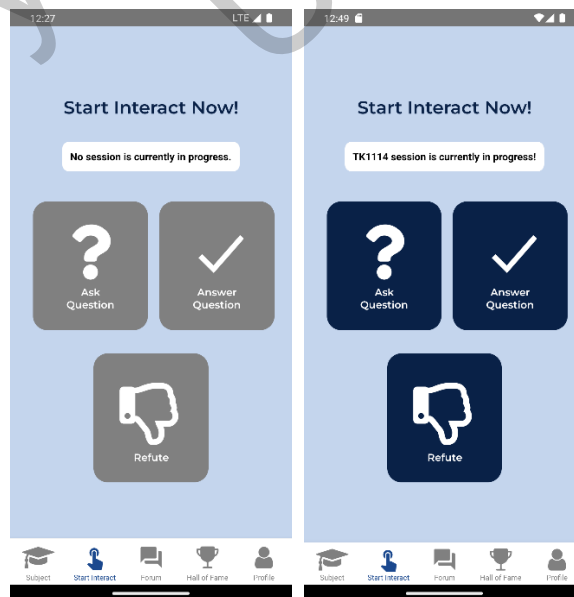 12:27
LTE
Start Interact Now!
No session is currently in progress.
Ask
Question
Answer
Question
Refute
Subject
Start Interact
Forum
Hall of Fame
Profile
12:49
Start Interact Now!
TK1114 session is currently in progress!
Ask
Question
Answer
Question
Refute
Subject
Start Interact
Forum
Hall of Fame
Profile